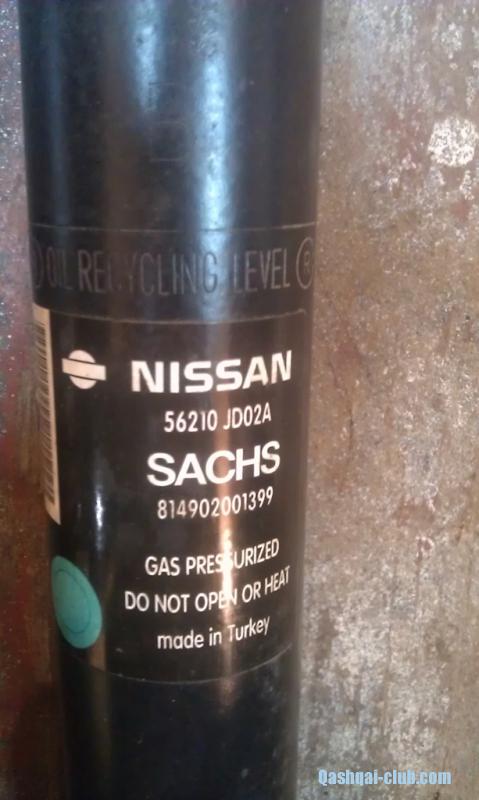 OIL RECYCLING LEVEL
NISSAN
56210 JD02A
SACHS
814902001399
GAS PRESSURIZED
DO NOT OPEN OR HEAT
made in Turkey
Qashqai-club.com